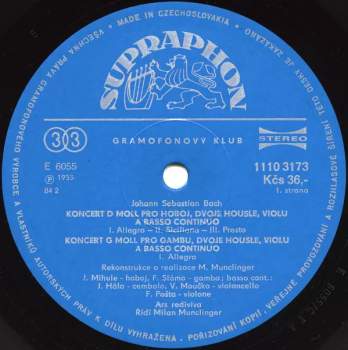 MADE IN CZECHOSLOVAKIA • VŠECHNA PRÁVA GRAMOFONOVÉHO VÝROBCE A VLASTNÍKŮ AUTORSKÝCH PRÁV K DÍLU VYHRAŽENA. POŘIZOVÁNÍ KOPIÍ, VEŘEJNÉ PROVOZOVÁNÍ A ROZHLASOVÉ ŠÍŘENÍ TÉTO DESKY JE ZAKÁZÁNO
SUPRAPHON
33
GRAMOFONOVÝ KLUB
STEREO
E 6055
1110 3173
Ⓟ
Kčs 36,-
84 2
1. strana
Johann Sebastian Bach
KONCERT D MOLL PRO HOBOJ, DVOJE HOUSLE, VIOLU
A BASSO CONTINUO
I. Allegro - II. Siciliana - III. Presto
KONCERT G MOLL PRO GAMBU, DVOJE HOUSLE, VIOLU
A BASSO CONTINUO
I. Allegro
Rekonstrukce a realizace M. Munclinger
J. Mihule - hoboj, F. Sláma - gamba; basso cont.:
J. Hála - cembalo, V. Moučka - violoncello
F. Pošta - violone
Ars rediviva
Řídí Milan Munclinger